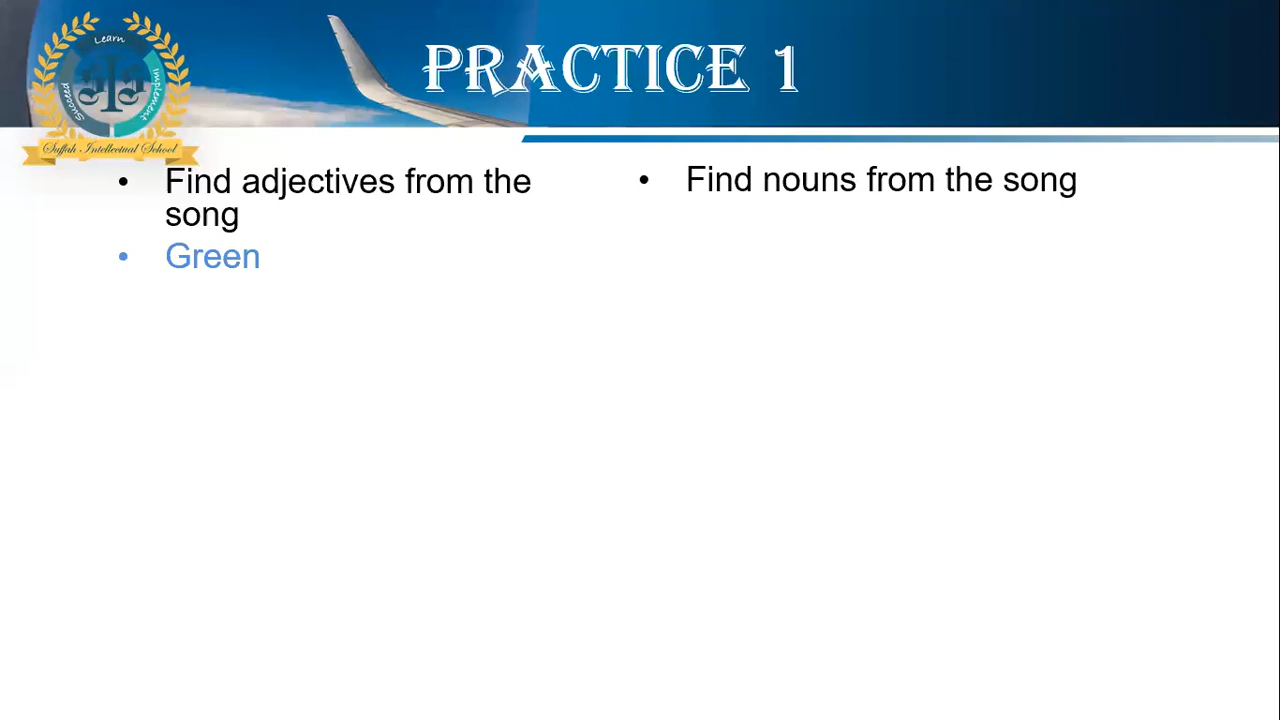 Learn
Implement
Succeed
Suffah Intellectual School
PRACTICE 1
• Find adjectives from the
song
• Green
• Find nouns from the song